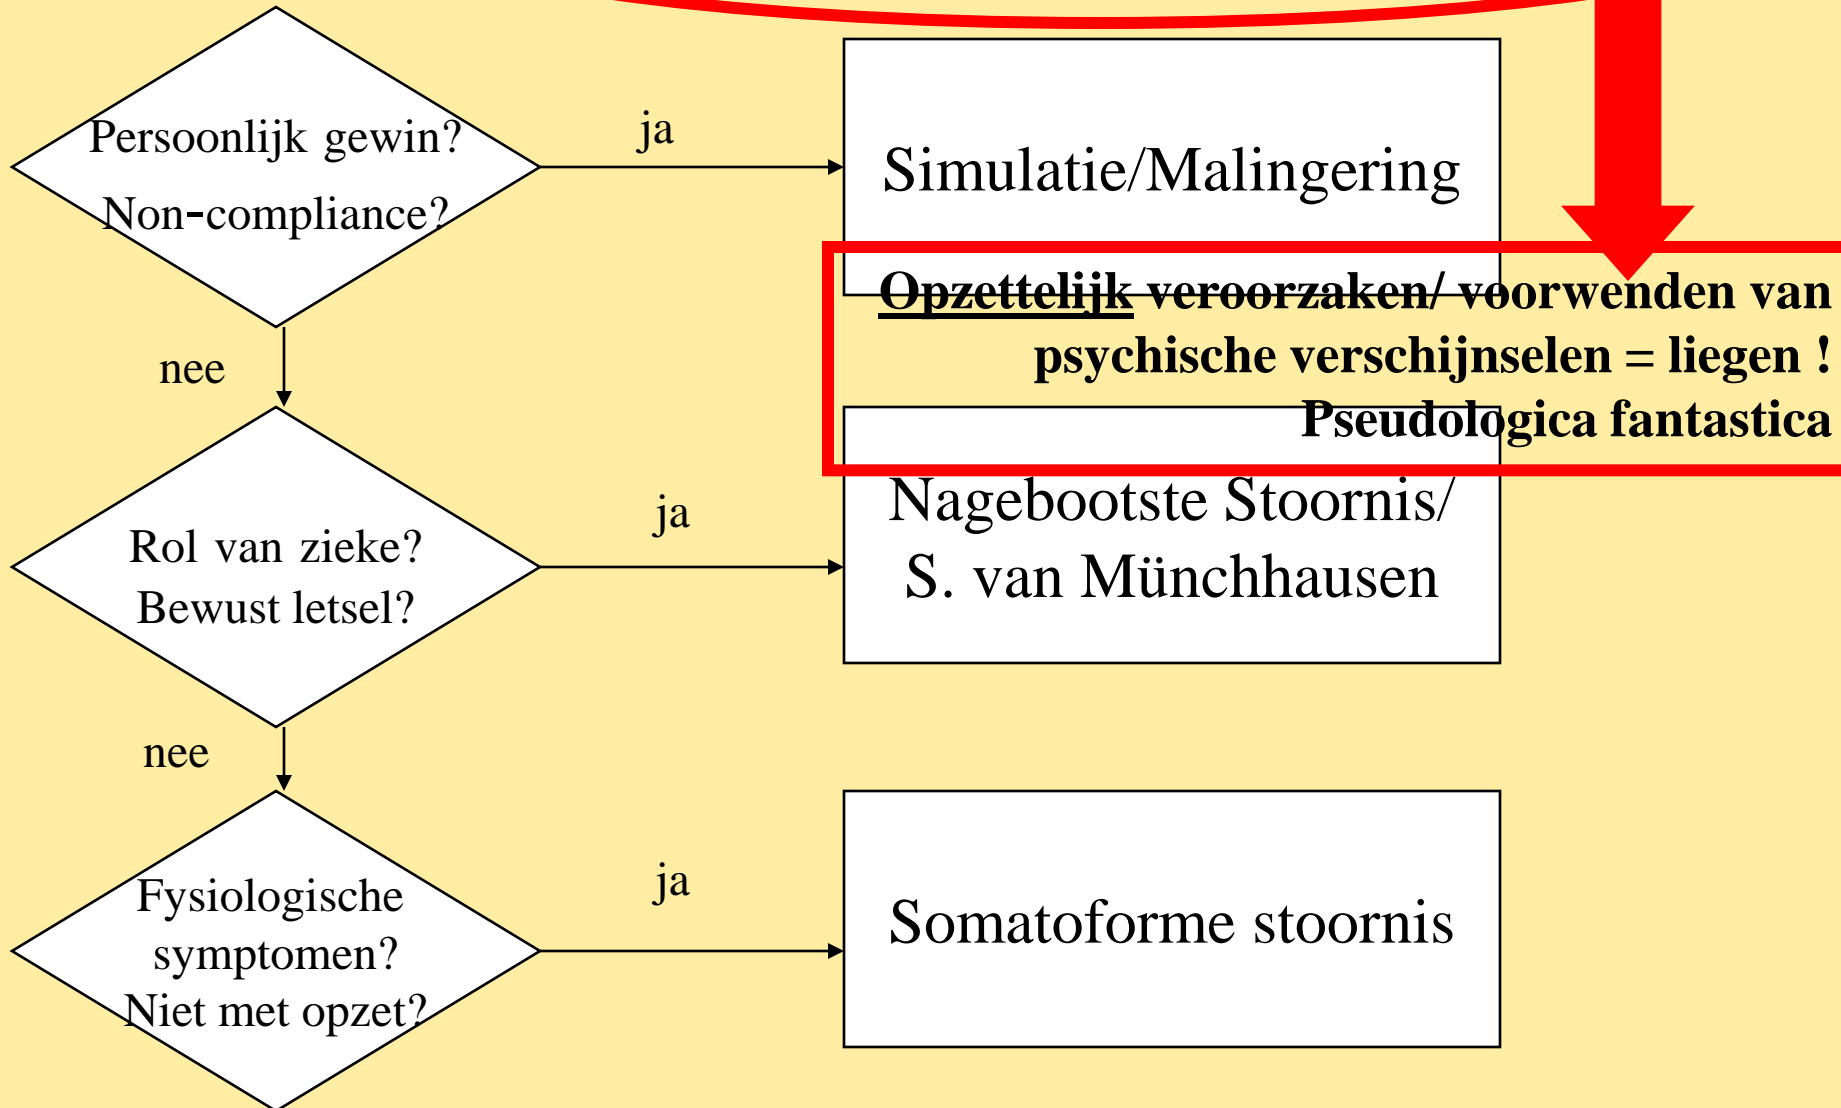 Persoonlijk gewin?
Non-compliance?
ja
Simulatie/Malingering
Opzettelijk veroorzaken/ voorwenden van
psychische verschijnselen = liegen !
Pseudologica fantastica
nee
Rol van zieke?
Bewust letsel?
ja
Nagebootste Stoornis/
S. van Münchhausen
nee
Fysiologische
symptomen?
Niet met opzet?
ja
Somatoforme stoornis